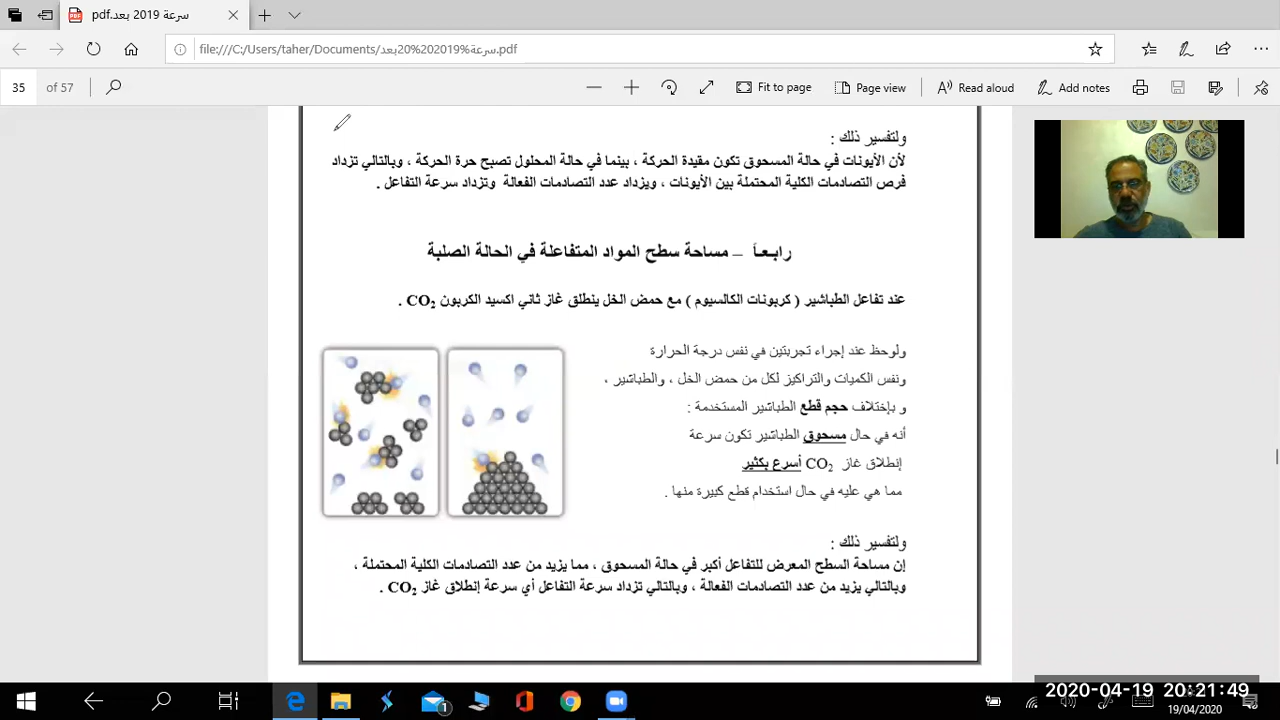 سرعة 2019 بعد.pdf
file:///C:/Users/taher/Documents/سرعة%202019%20بعد.pdf
35 of 57
Fit to page
Page view
Read aloud
Add notes
ولتفسير ذلك :
لأن الأيونات في حالة المسحوق تكون مقيدة الحركة ، بينما في حالة المحلول تصبح حرة الحركة ، وبالتالي تزداد
فرص التصادمات الكلية المحتملة بين الأيونات ، ويزداد عدد التصادمات الفعالة وتزداد سرعة التفاعل .
رابـعـاً – مساحة سطح المواد المتفاعلة في الحالة الصلبة
عند تفاعل الطباشير ( كربونات الكالسيوم ) مع حمض الخل ينطلق غاز ثاني اكسيد الكربون CO₂ .
ولوحظ عند إجراء تجربتين في نفس درجة الحرارة
ونفس الكميات والتراكيز لكل من حمض الخل ، والطباشير ،
و بإختلاف حجم قطع الطباشير المستخدمة :
أنه في حال مسحوق الطباشير تكون سرعة
إنطلاق غاز CO₂ أسرع بكثير
مما هي عليه في حال استخدام قطع كبيرة منها .
ولتفسير ذلك :
إن مساحة السطح المعرض للتفاعل أكبر في حالة المسحوق ، مما يزيد من عدد التصادمات الكلية المحتملة ،
وبالتالي يزيد من عدد التصادمات الفعالة ، وبالتالي تزداد سرعة التفاعل أي سرعة إنطلاق غاز CO₂ .
1
2020-04-19 20:21:49
19/04/2020